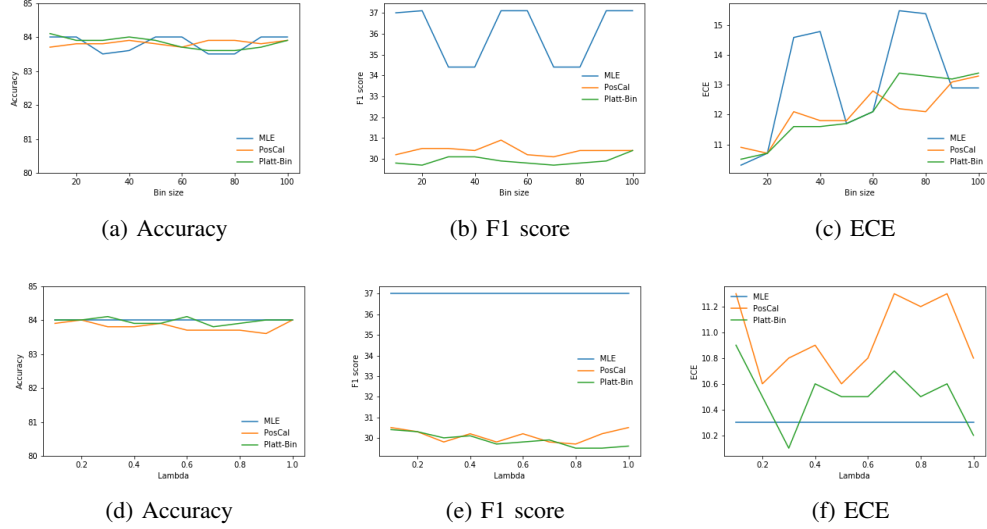 85
84
83
82
81
80
Accuracy
MLE
PosCal
Platt-Bin
20 40 60 80 100
Bin size
(a) Accuracy
37
36
35
34
33
32
31
30
F1 score
MLE
PosCal
Platt-Bin
20 40 60 80 100
Bin size
(b) F1 score
15
14
13
12
11
ECE
MLE
PosCal
Platt-Bin
20 40 60 80 100
Bin size
(c) ECE
85
84
83
82
81
80
Accuracy
MLE
PosCal
Platt-Bin
0.2 0.4 0.6 0.8 1.0
Lambda
(d) Accuracy
37
36
35
34
33
32
31
30
F1 score
MLE
PosCal
Platt-Bin
0.2 0.4 0.6 0.8 1.0
Lambda
(e) F1 score
11.2
11.0
10.8
10.6
10.4
10.2
ECE
MLE
PosCal
Platt-Bin
0.2 0.4 0.6 0.8 1.0
Lambda
(f) ECE